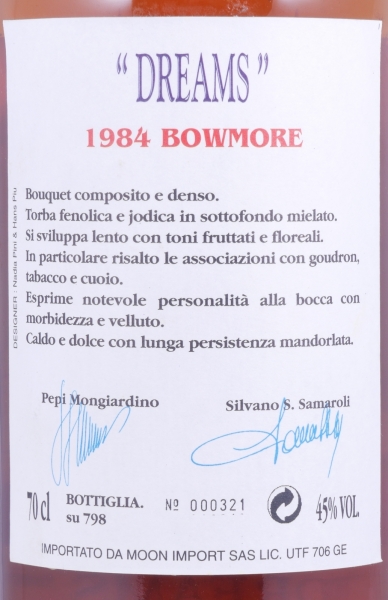 “ DREAMS ”
1984 BOWMORE
Bouquet composito e denso.
Torba fenolica e jodica in sottofondo mielato.
Si sviluppa lento con toni fruttati e floreali.
In particolare risalto le associazioni con goudron,
tabacco e cuoio.
Esprime notevole personalità alla bocca con
morbidezza e velluto.
Caldo e dolce con lunga persistenza mandorlata.
DESIGNER : Nadia Pini & Hans Piu
Pepi Mongiardino
Silvano S. Samaroli
70 cl BOTTIGLIA. Nº 000321 45% VOL.
su 798
IMPORTATO DA MOON IMPORT SAS LIC. UTF 706 GE